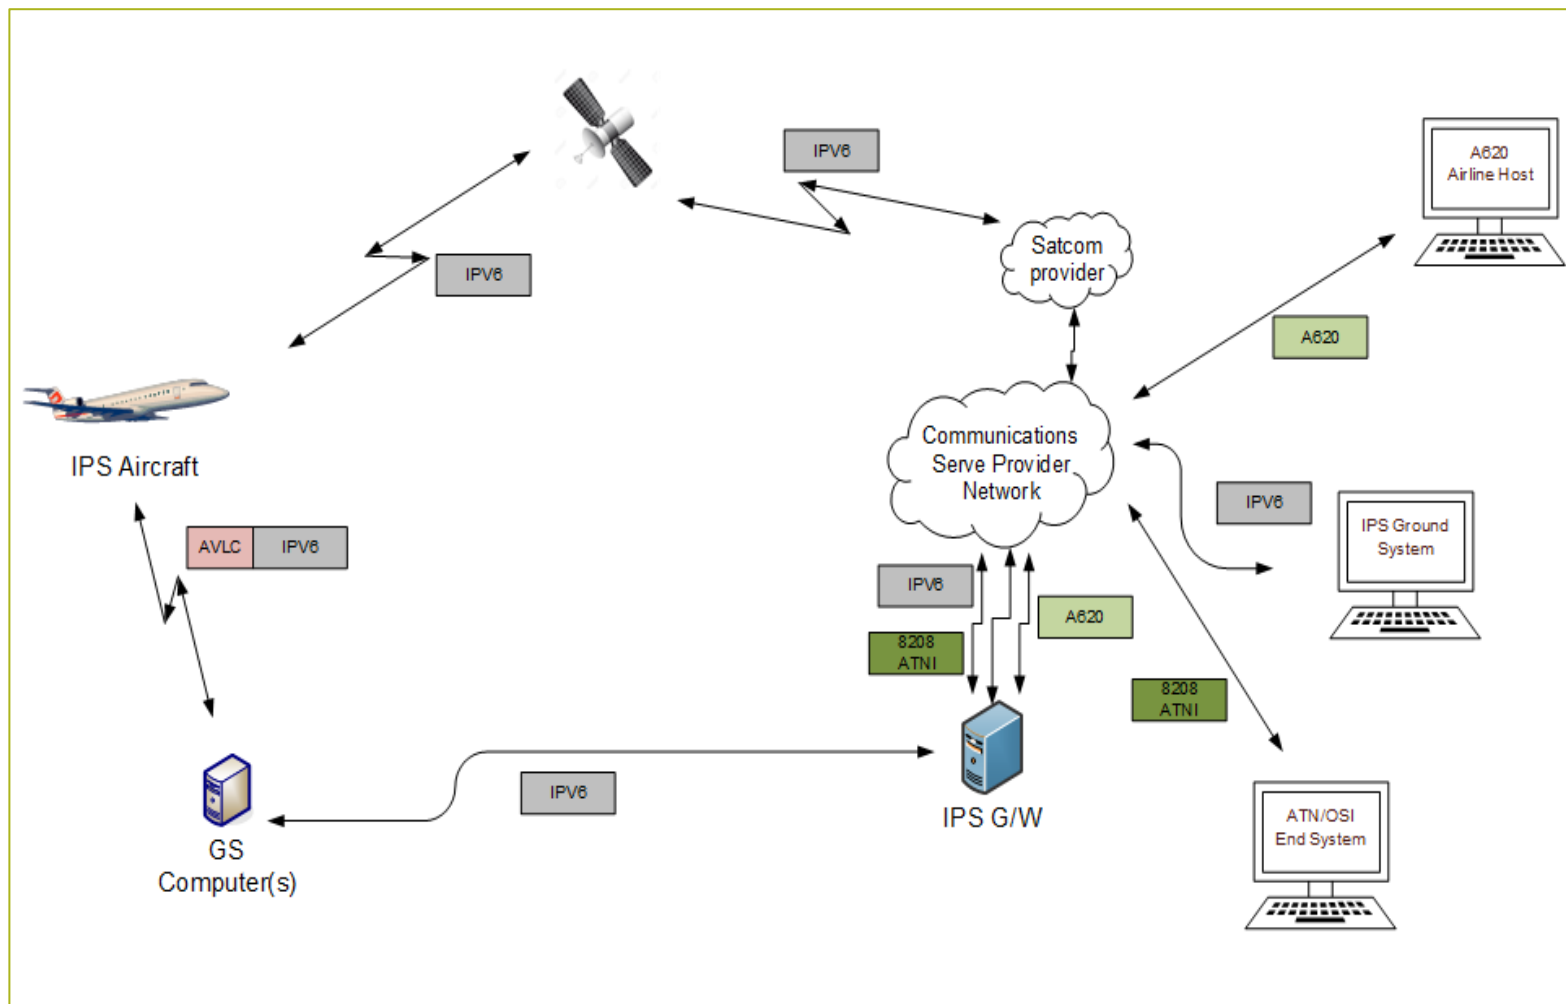 IPV6
A620
Airline Host
Satcom
provider
IPV6
A620
IPS Aircraft
Communications
Serve Provider
Network
IPV6
IPS Ground
System
AVLC
IPV6
IPV6
A620
8208
ATNI
8208
ATNI
IPV6
IPS G/W
ATN/OSI
End System
GS
Computer(s)